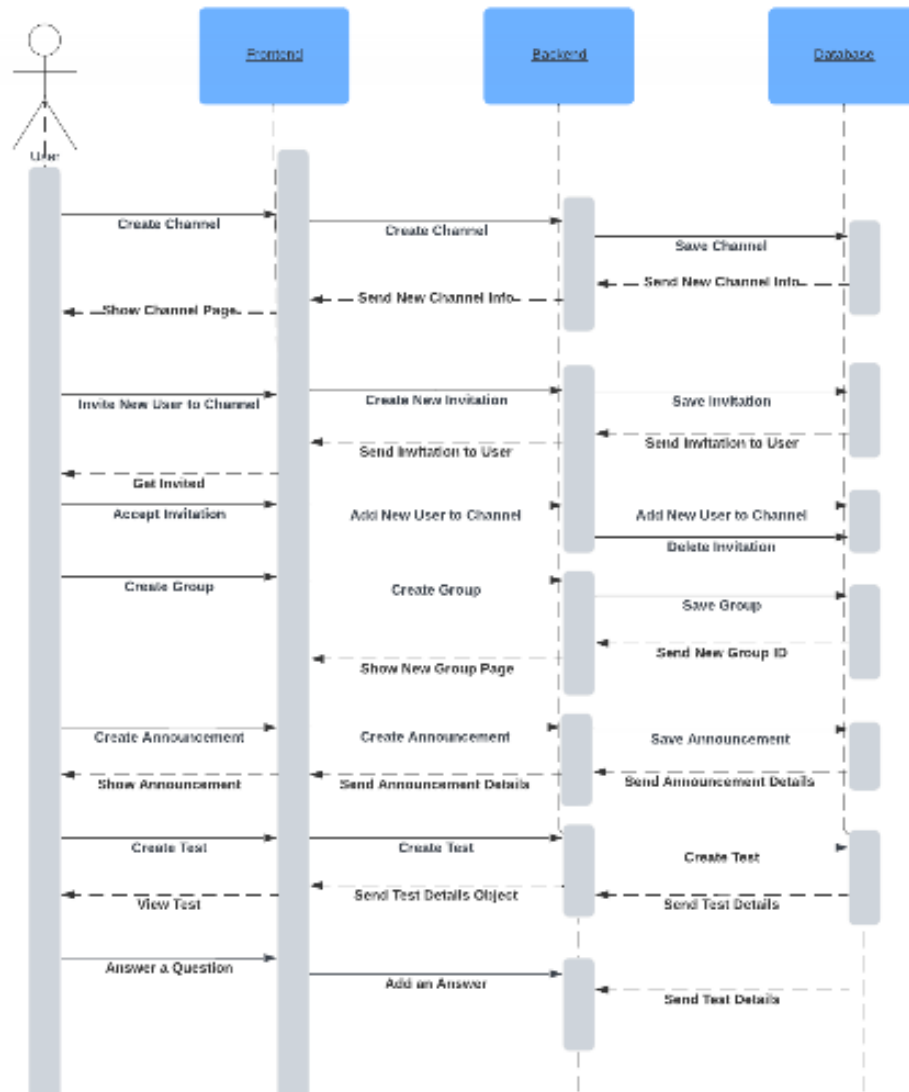 Frontend
Backend
Database
User
Create Channel
Create Channel
Save Channel
Send New Channel Info
Send New Channel Info
Show Channel Page
Invite New User to Channel
Create New Invitation
Save Invitation
Send Invitation to User
Send Invitation to User
Get Invited
Accept Invitation
Add New User to Channel
Add New User to Channel
Delete Invitation
Create Group
Create Group
Save Group
Send New Group ID
Show New Group Page
Create Announcement
Create Announcement
Save Announcement
Show Announcement
Send Announcement Details
Send Announcement Details
Create Test
Create Test
Create Test
View Test
Send Test Details Object
Send Test Details
Answer a Question
Add an Answer
Send Test Details